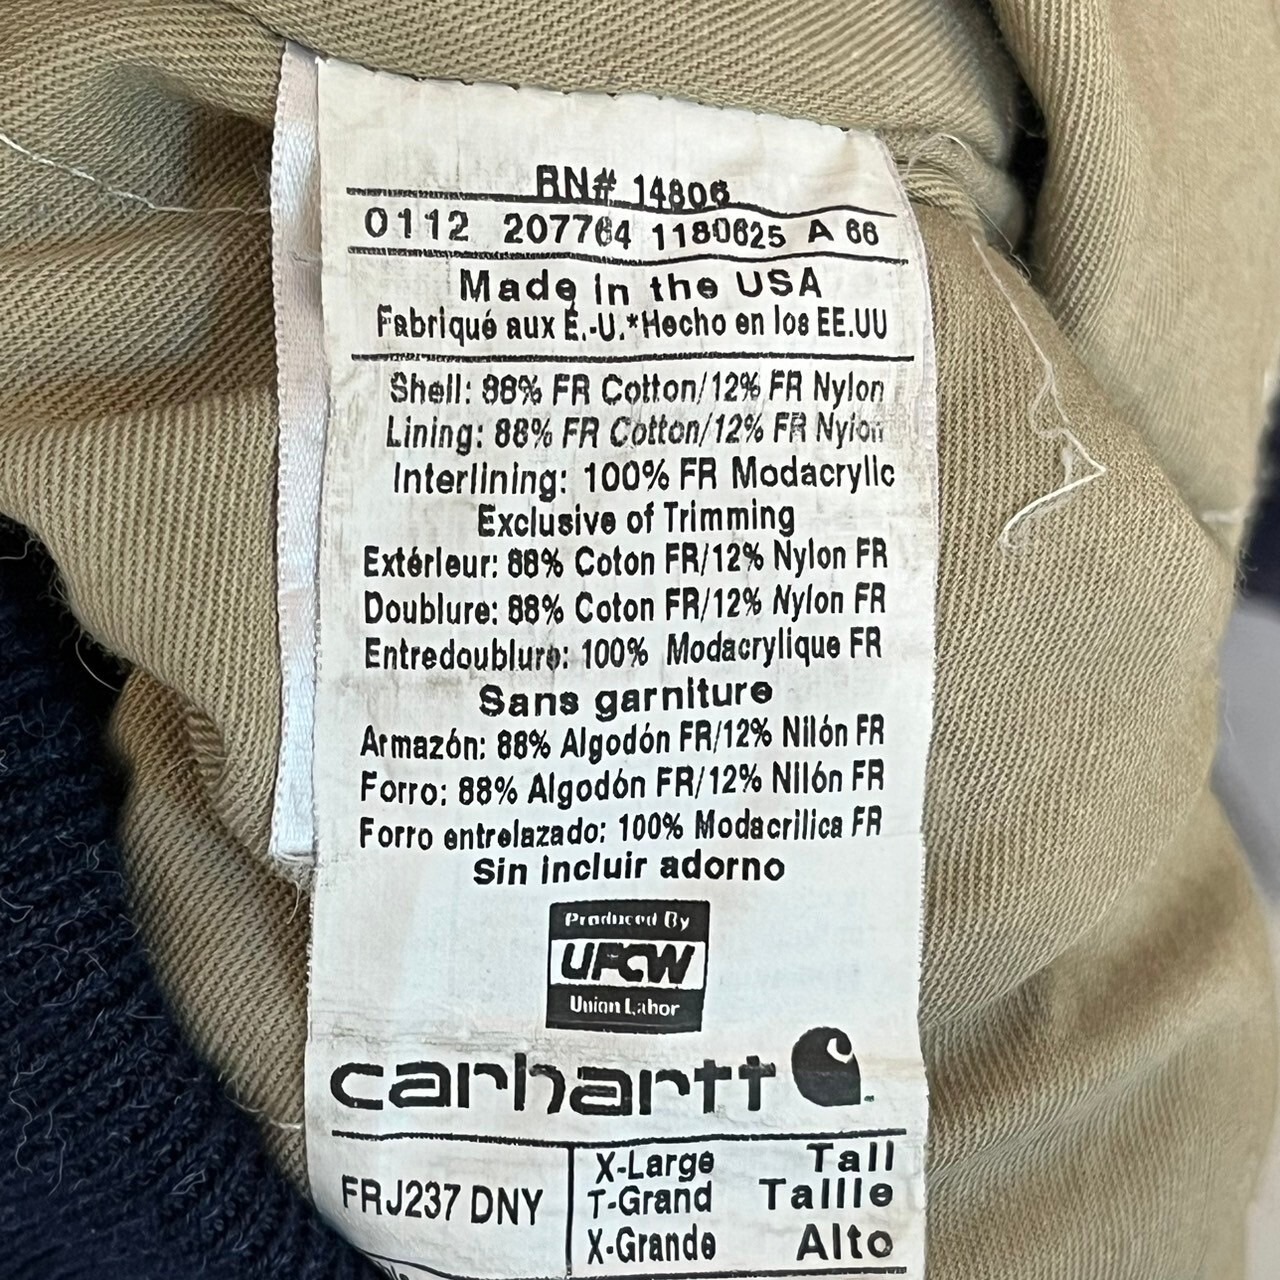 RN# 14806
0112 207764 1180625 A 66
Made in the USA
Fabriqué aux É.-U.*Hecho en los EE.UU
Shell: 88% FR Cotton/12% FR Nylon
Lining: 88% FR Cotton/12% FR Nylon
Interlining: 100% FR Modacrylic
Exclusive of Trimming
Extérieur: 88% Coton FR/12% Nylon FR
Doublure: 88% Coton FR/12% Nylon FR
Entredoublure: 100% Modacrylique FR
Sans garniture
Armazón: 88% Algodón FR/12% Nilón FR
Forro: 88% Algodón FR/12% Nilón FR
Forro entrelazado: 100% Modacrilica FR
Sin incluir adorno
Produced By
UFCW
Union Labor
carhartt
FRJ237 DNY
X-Large Tall
T-Grand Taille
X-Grande Alto